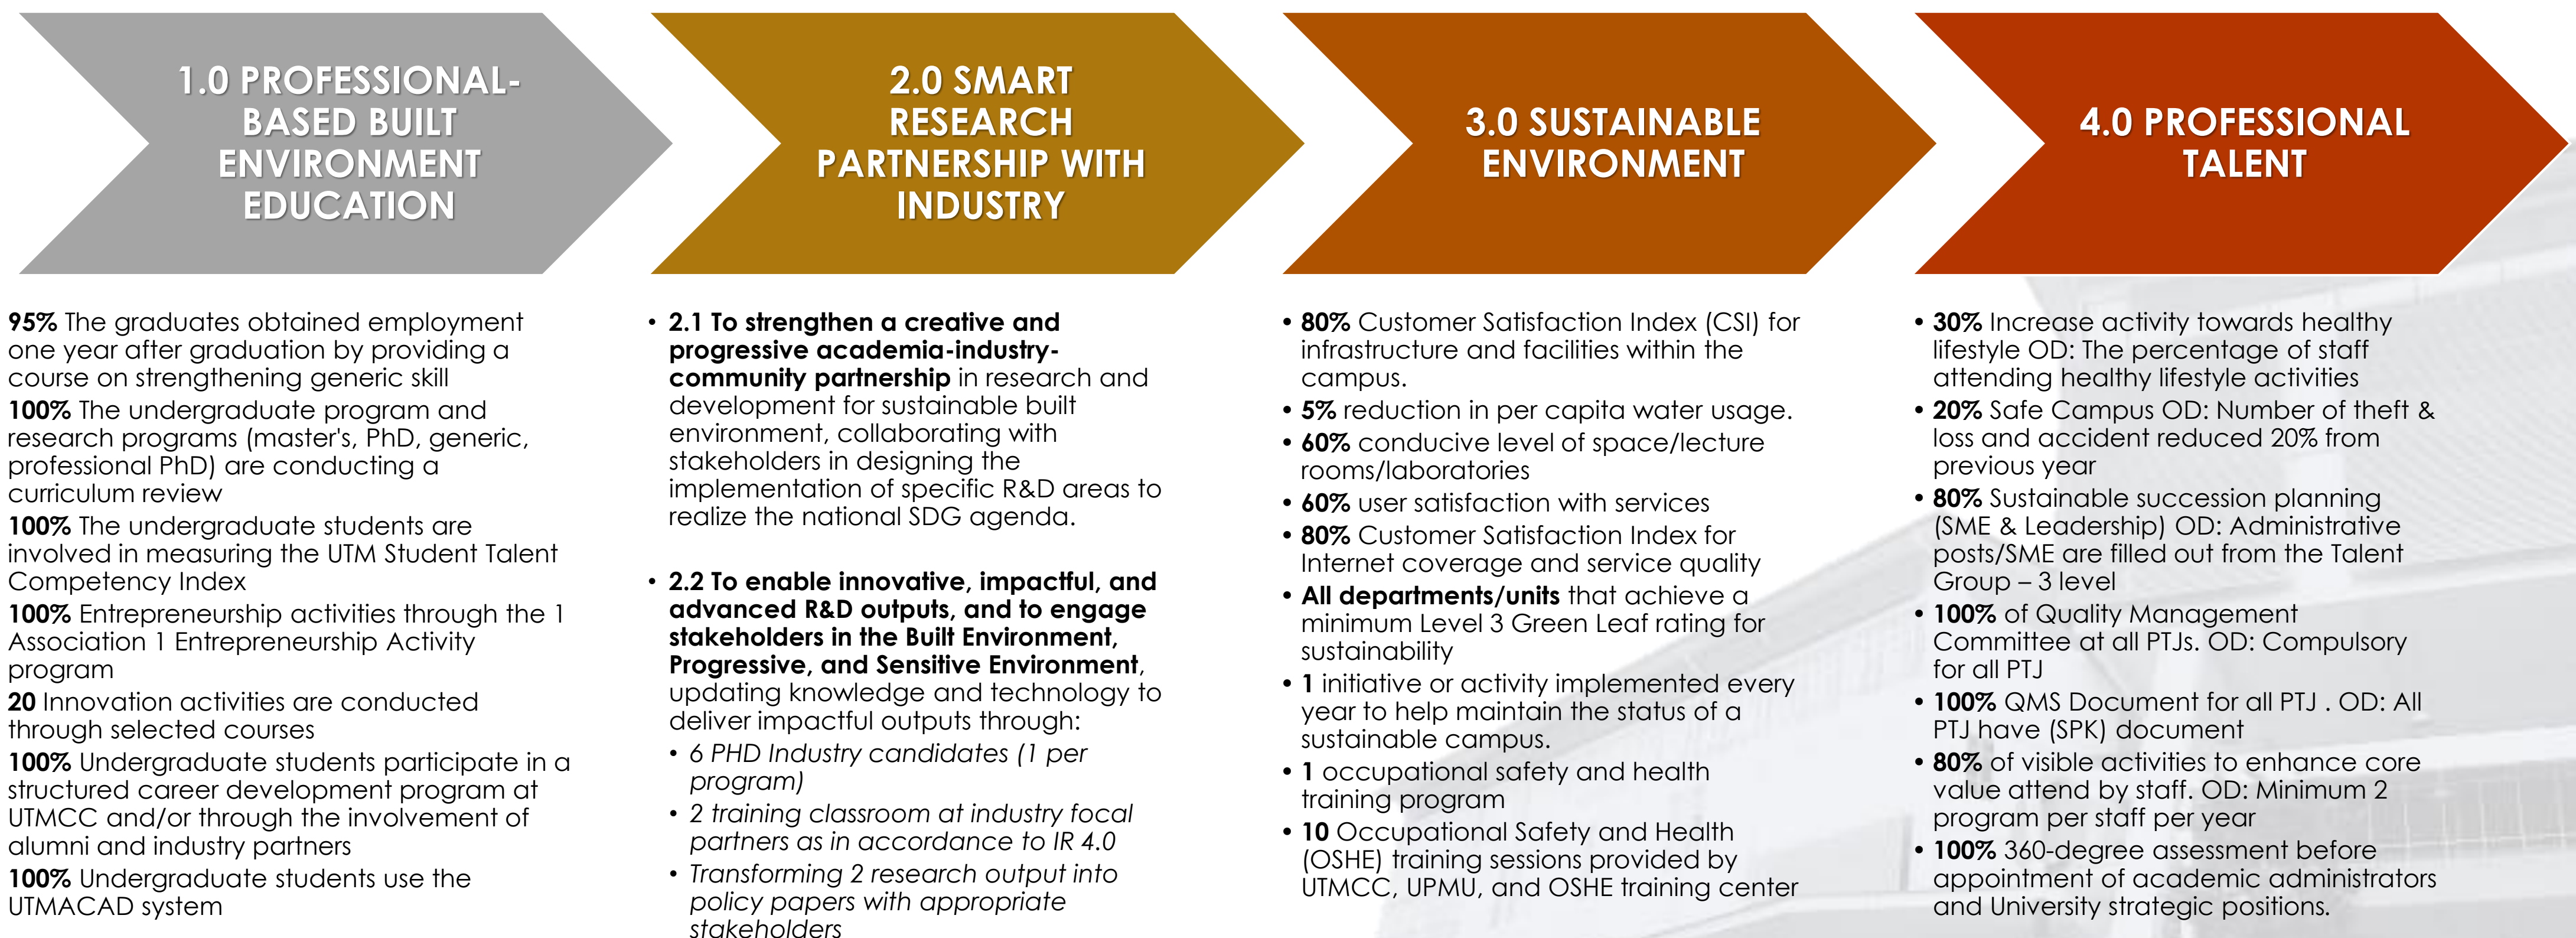 1.0 PROFESSIONAL-
BASED BUILT
ENVIRONMENT
EDUCATION
95% The graduates obtained employment
one year after graduation by providing a
course on strengthening generic skill
100% The undergraduate program and
research programs (master's, PhD, generic,
professional PhD) are conducting a
curriculum review
100% The undergraduate students are
involved in measuring the UTM Student Talent
Competency Index
100% Entrepreneurship activities through the 1
Association 1 Entrepreneurship Activity
program
20 Innovation activities are conducted
through selected courses
100% Undergraduate students participate in a
structured career development program at
UTMCC and/or through the involvement of
alumni and industry partners
100% Undergraduate students use the
UTMACAD system
2.0 SMART
RESEARCH
PARTNERSHIP WITH
INDUSTRY
• 2.1 To strengthen a creative and
progressive academia-industry-
community partnership in research and
development for sustainable built
environment, collaborating with
stakeholders in designing the
implementation of specific R&D areas to
realize the national SDG agenda.
• 2.2 To enable innovative, impactful, and
advanced R&D outputs, and to engage
stakeholders in the Built Environment,
Progressive, and Sensitive Environment,
updating knowledge and technology to
deliver impactful outputs through:
• 6 PHD Industry candidates (1 per
program)
• 2 training classroom at industry focal
partners as in accordance to IR 4.0
• Transforming 2 research output into
policy papers with appropriate
stakeholders
3.0 SUSTAINABLE
ENVIRONMENT
• 80% Customer Satisfaction Index (CSI) for
infrastructure and facilities within the
campus.
• 5% reduction in per capita water usage.
• 60% conducive level of space/lecture
rooms/laboratories
• 60% user satisfaction with services
• 80% Customer Satisfaction Index for
Internet coverage and service quality
• All departments/units that achieve a
minimum Level 3 Green Leaf rating for
sustainability
• 1 initiative or activity implemented every
year to help maintain the status of a
sustainable campus.
• 1 occupational safety and health
training program
• 10 Occupational Safety and Health
(OSHE) training sessions provided by
UTMCC, UPMU, and OSHE training center
4.0 PROFESSIONAL
TALENT
• 30% Increase activity towards healthy
lifestyle OD: The percentage of staff
attending healthy lifestyle activities
• 20% Safe Campus OD: Number of theft &
loss and accident reduced 20% from
previous year
• 80% Sustainable succession planning
(SME & Leadership) OD: Administrative
posts/SME are filled out from the Talent
Group – 3 level
• 100% of Quality Management
Committee at all PTJs. OD: Compulsory
for all PTJ
• 100% QMS Document for all PTJ . OD: All
PTJ have (SPK) document
• 80% of visible activities to enhance core
value attend by staff. OD: Minimum 2
program per staff per year
• 100% 360-degree assessment before
appointment of academic administrators
and University strategic positions.